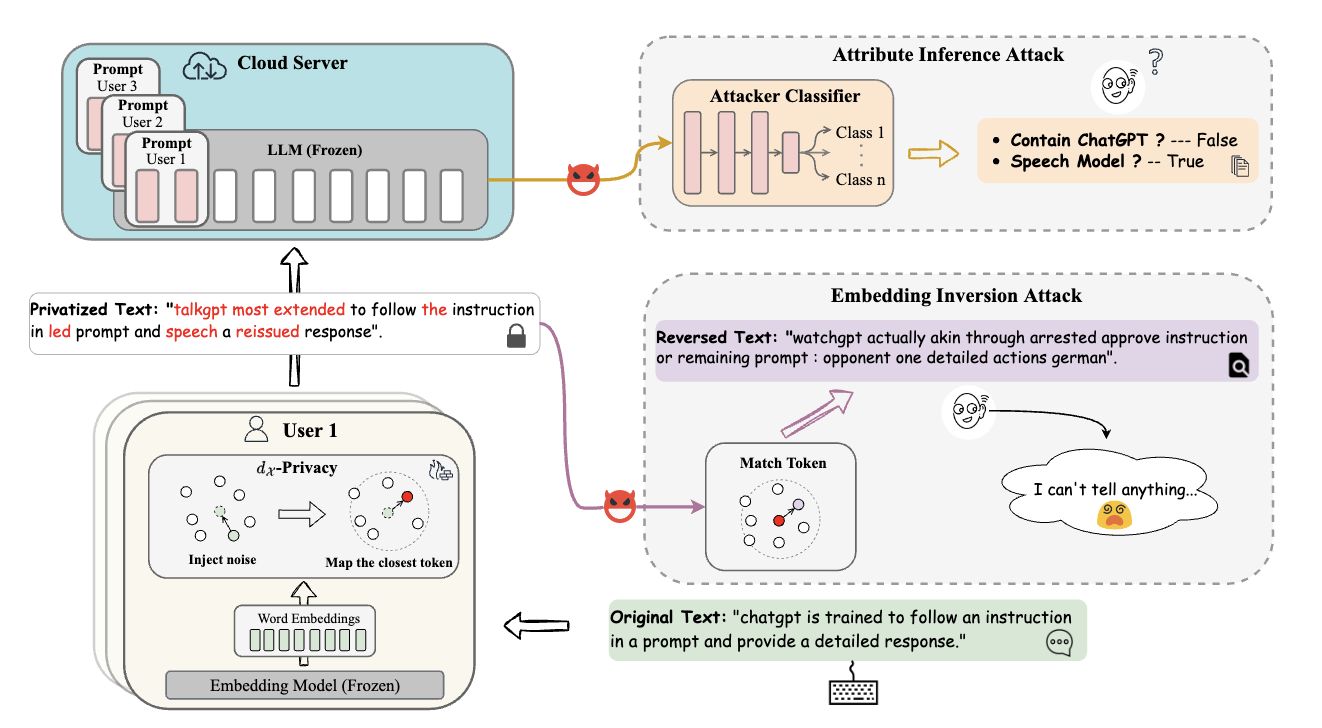 Cloud Server
Prompt
User 3
Prompt
User 2
Prompt
User 1
LLM (Frozen)
Attribute Inference Attack
?
Attacker Classifier
Class 1
Class n
• Contain ChatGPT ? --- False
• Speech Model ? -- True
Privatized Text: "talkgpt most extended to follow the instruction
in led prompt and speech a reissued response".
Embedding Inversion Attack
Reversed Text: "watchgpt actually akin through arrested approve instruction
or remaining prompt : opponent one detailed actions german".
Match Token
I can't tell anything...
User 1
dχ-Privacy
Inject noise
Map the closest token
Word Embeddings
Embedding Model (Frozen)
Original Text: "chatgpt is trained to follow an instruction
in a prompt and provide a detailed response."